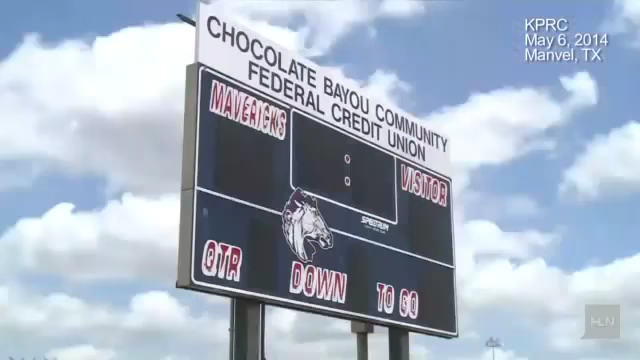 KPRC
May 6, 2014
Manvel, TX
CHOCOLATE BAYOU COMMUNITY
FEDERAL CREDIT UNION
MAVERICKS
VISITOR
SPECTRUM
QTR
DOWN
TO GO
HLN